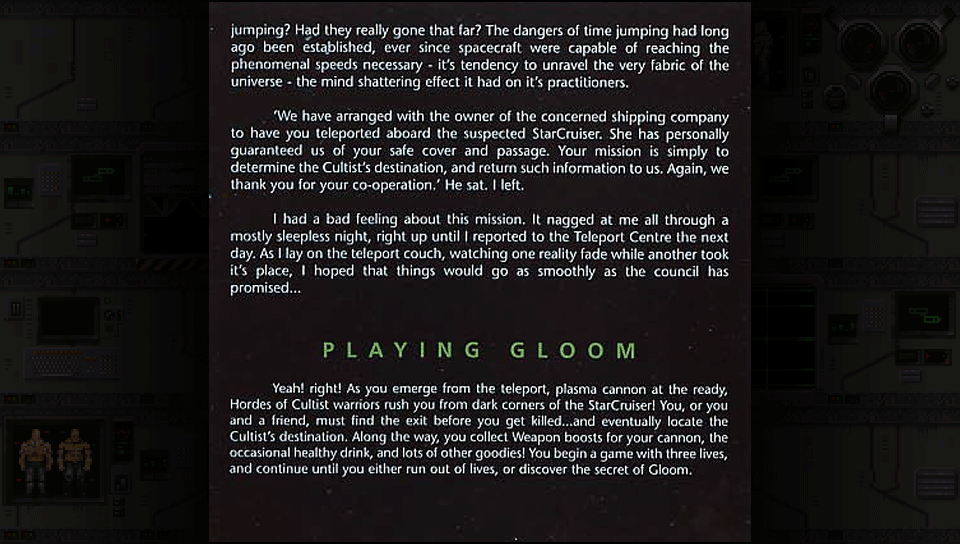 jumping? Had they really gone that far? The dangers of time jumping had long
ago been established, ever since spacecraft were capable of reaching the
phenomenal speeds necessary - it's tendency to unravel the very fabric of the
universe - the mind shattering effect it had on it's practitioners.
'We have arranged with the owner of the concerned shipping company
to have you teleported aboard the suspected StarCruiser. She has personally
guaranteed us of your safe cover and passage. Your mission is simply to
determine the Cultist's destination, and return such information to us. Again, we
thank you for your co-operation.' He sat. I left.
I had a bad feeling about this mission. It nagged at me all through a
mostly sleepless night, right up until I reported to the Teleport Centre the next
day. As I lay on the teleport couch, watching one reality fade while another took
it's place, I hoped that things would go as smoothly as the council has
promised...
PLAYING GLOOM
Yeah! right! As you emerge from the teleport, plasma cannon at the ready,
Hordes of Cultist warriors rush you from dark corners of the StarCruiser! You, or you
and a friend, must find the exit before you get killed...and eventually locate the
Cultist's destination. Along the way, you collect Weapon boosts for your cannon, the
occasional healthy drink, and lots of other goodies! You begin a game with three lives,
and continue until you either run out of lives, or discover the secret of Gloom.